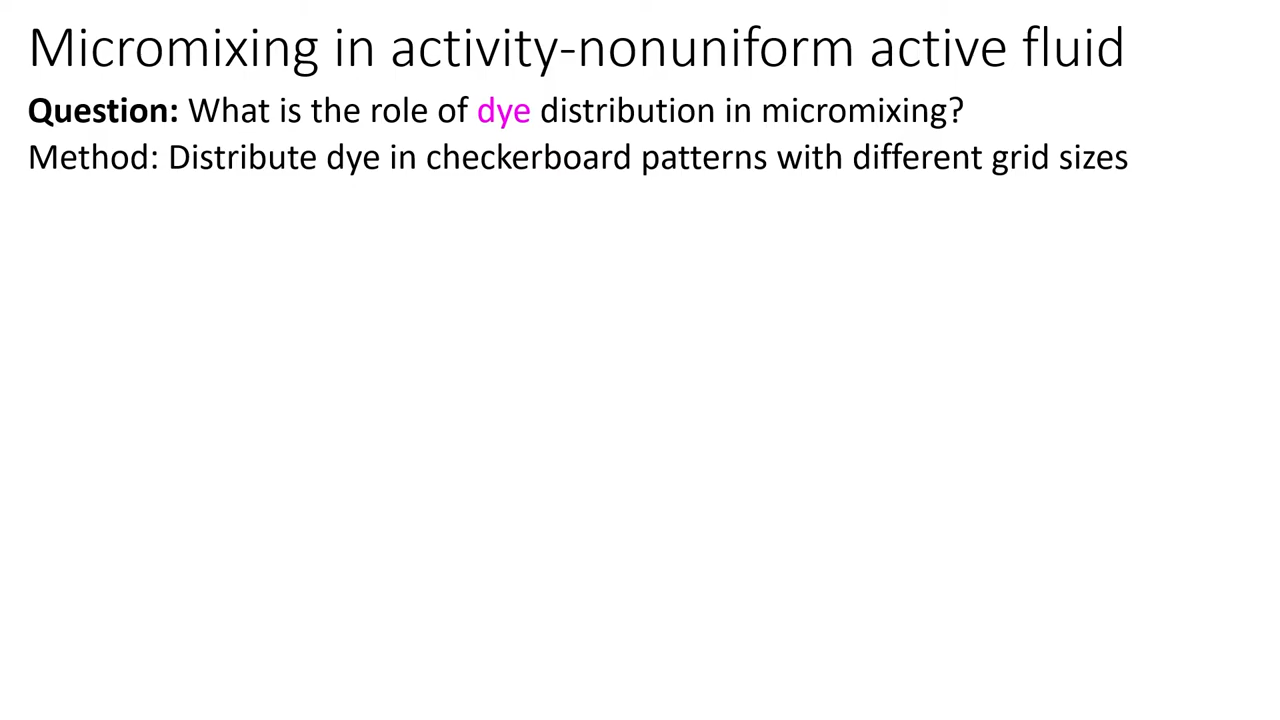 Micromixing in activity-nonuniform active fluid
Question: What is the role of dye distribution in micromixing?
Method: Distribute dye in checkerboard patterns with different grid sizes